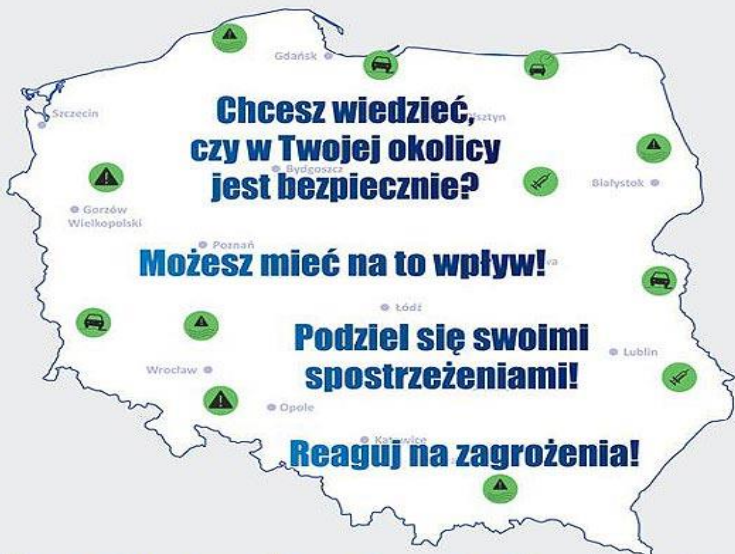 Gdańsk
Szczecin
Chcesz wiedzieć,
czy w Twojej okolicy
Bydgoszcz
jest bezpiecznie?
Białystok
Gorzów
Wielkopolski
Poznań
Możesz mieć na to wpływ!
Łódź
Podziel się swoimi
Lublin
Wrocław
spostrzeżeniami!
Opole
Reaguj na zagrożenia!